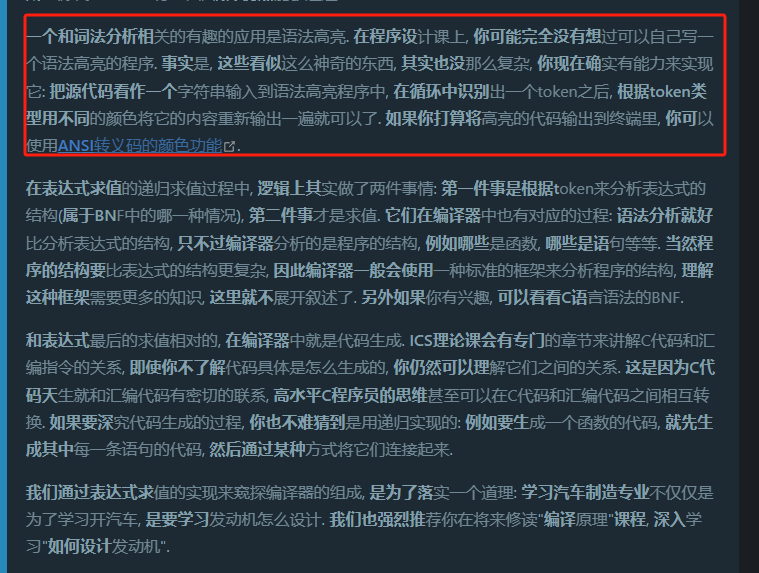 一个和词法分析相关的有趣的应用是语法高亮. 在程序设计课上, 你可能完全没有想过可以自己写一
个语法高亮的程序. 事实是, 这些看似这么神奇的东西, 其实也没那么复杂, 你现在确实有能力来实现
它: 把源代码看作一个字符串输入到语法高亮程序中, 在循环中识别出一个token之后, 根据token类
型用不同的颜色将它的内容重新输出一遍就可以了. 如果你打算将高亮的代码输出到终端里, 你可以
使用ANSI转义码的颜色功能.
在表达式求值的递归求值过程中, 逻辑上其实做了两件事情: 第一件事是根据token来分析表达式的
结构(属于BNF中的哪一种情况), 第二件事才是求值. 它们在编译器中也有对应的过程: 语法分析就好
比分析表达式的结构, 只不过编译器分析的是程序的结构, 例如哪些是函数, 哪些是语句等等. 当然程
序的结构要比表达式的结构更复杂, 因此编译器一般会使用一种标准的框架来分析程序的结构, 理解
这种框架需要更多的知识, 这里就不展开叙述了. 另外如果你有兴趣, 可以看看C语言语法的BNF.
和表达式最后的求值相对的, 在编译器中就是代码生成. ICS理论课会有专门的章节来讲解C代码和汇
编指令的关系, 即使你不了解代码具体是怎么生成的, 你仍然可以理解它们之间的关系. 这是因为C代
码天生就和汇编代码有密切的联系, 高水平C程序员的思维甚至可以在C代码和汇编代码之间相互转
换. 如果要深究代码生成的过程, 你也不难猜到是用递归实现的: 例如要生成一个函数的代码, 就先生
成其中每一条语句的代码, 然后通过某种方式将它们连接起来.
我们通过表达式求值的实现来窥探编译器的组成, 是为了落实一个道理: 学习汽车制造专业不仅仅是
为了学习开汽车, 是要学习发动机怎么设计. 我们也强烈推荐你在将来修读"编译原理"课程, 深入学
习"如何设计发动机".